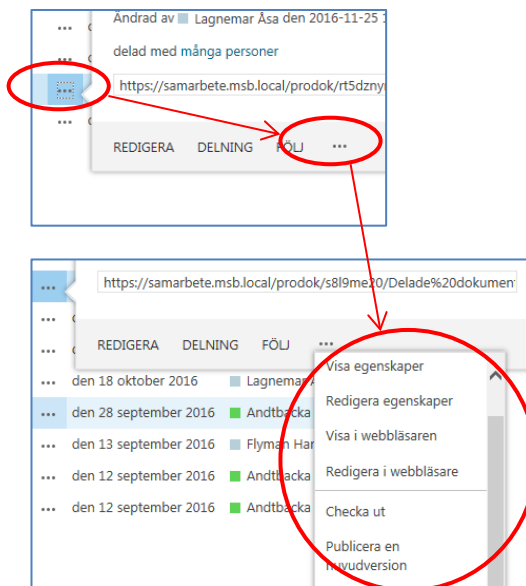 Ändrad av Lagnemar Åsa den 2016-11-25
delad med många personer
https://samarbete.msb.local/prodok/rt5dzny
REDIGERA DELNING FÖLJ ...
https://samarbete.msb.local/prodok/s8l9me20/Delade%20dokument
REDIGERA DELNING FÖLJ ...
Visa egenskaper
... den 18 oktober 2016 Lagnemar
Redigera egenskaper
... den 28 september 2016 Andtbacka
Visa i webbläsaren
... den 13 september 2016 Flyman Har
Redigera i webbläsare
... den 12 september 2016 Andtbacka
... den 12 september 2016 Andtbacka
Checka ut
Publicera en
huvudversion